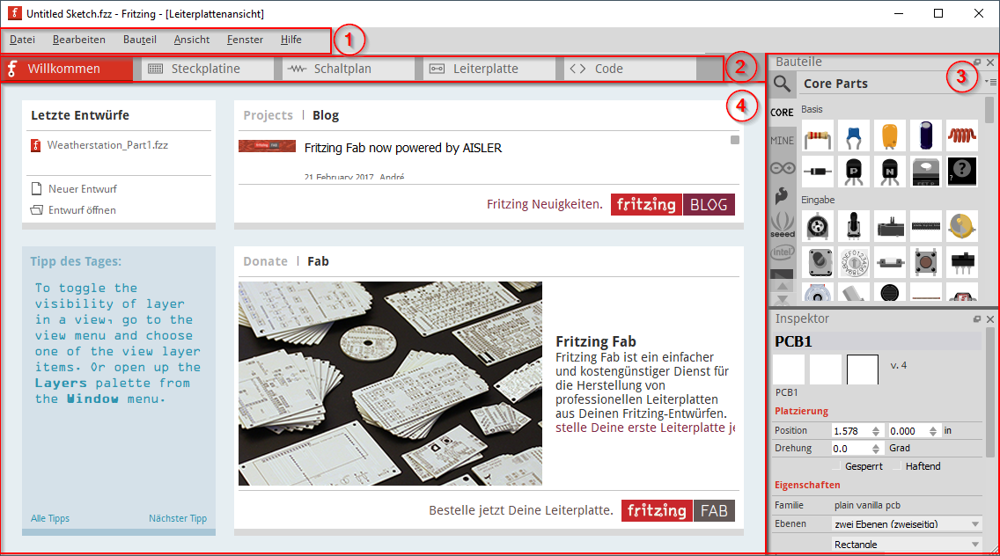 Untitled Sketch.fzz - Fritzing - [Leiterplattenansicht]
Datei Bearbeiten Bauteil Ansicht Fenster Hilfe
1
Willkommen Steckplatine Schaltplan Leiterplatte Code
2
4
Letzte Entwürfe
Weatherstation_Part1.fzz
Neuer Entwurf
Entwurf öffnen
Projects | Blog
Fritzing Fab now powered by AISLER
21 February 2017, André
Fritzing Neuigkeiten. fritzing BLOG
Tipp des Tages:
To toggle the
visibility of layer
in a view, go to the
view menu and choose
one of the view layer
items. Or open up the
Layers palette from
the Window menu.
Alle Tipps Nächster Tipp
Donate | Fab
Fritzing Fab
Fritzing Fab ist ein einfacher
und kostengünstiger Dienst für
die Herstellung von
professionellen Leiterplatten
aus Deinen Fritzing-Entwürfen.
stelle Deine erste Leiterplatte je
Bestelle jetzt Deine Leiterplatte. fritzing FAB
Bauteile
3
Core Parts
CORE
MINE
seeed
intel
Basis
P
N
?
?
Eingabe
Inspektor
PCB1
v. 4
PCB1
Platzierung
Position 1.578 0.000 in
Drehung 0.0 Grad
Gesperrt Haftend
Eigenschaften
Familie plain vanilla pcb
Ebenen zwei Ebenen (zweiseitig)
Rectangle